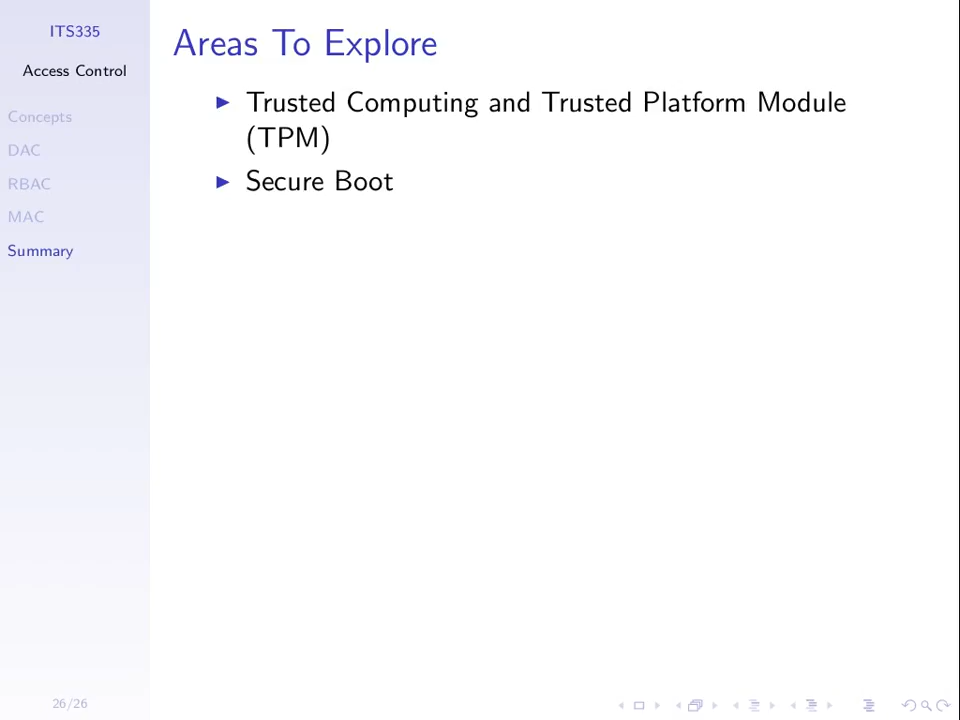 ITS335
Access Control
Concepts
DAC
RBAC
MAC
Summary
26/26
Areas To Explore
Trusted Computing and Trusted Platform Module
(TPM)
Secure Boot